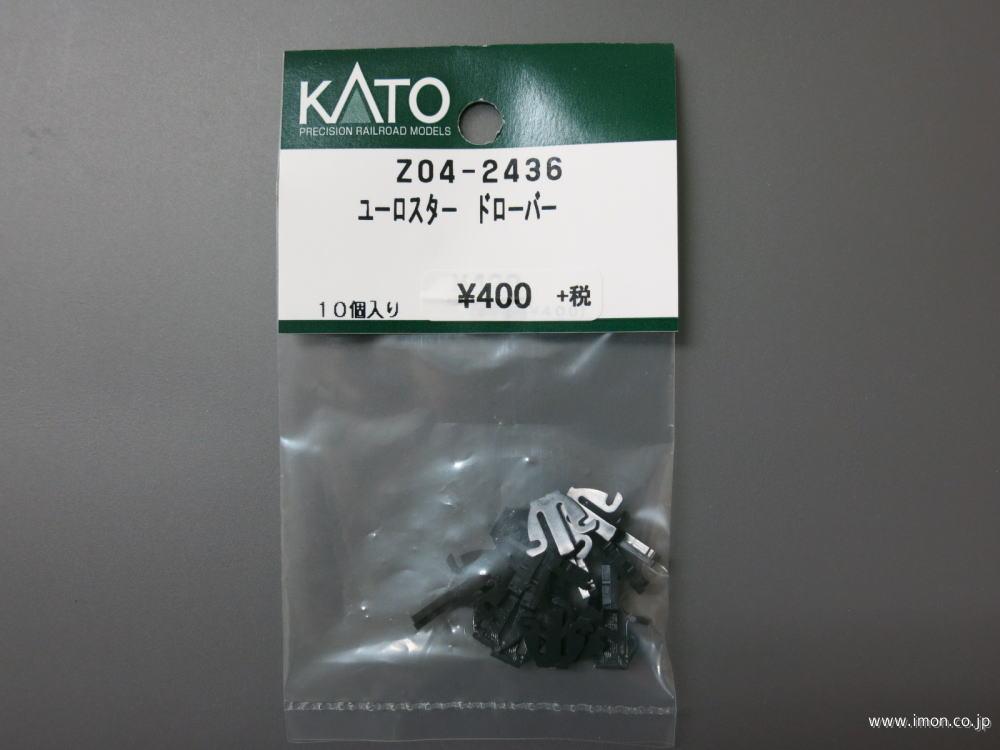 KATO
PRECISION RAILROAD MODELS
Z04-2436
ユーロスター ドローバー
10個入り
¥400 +税
www.imon.co.jp